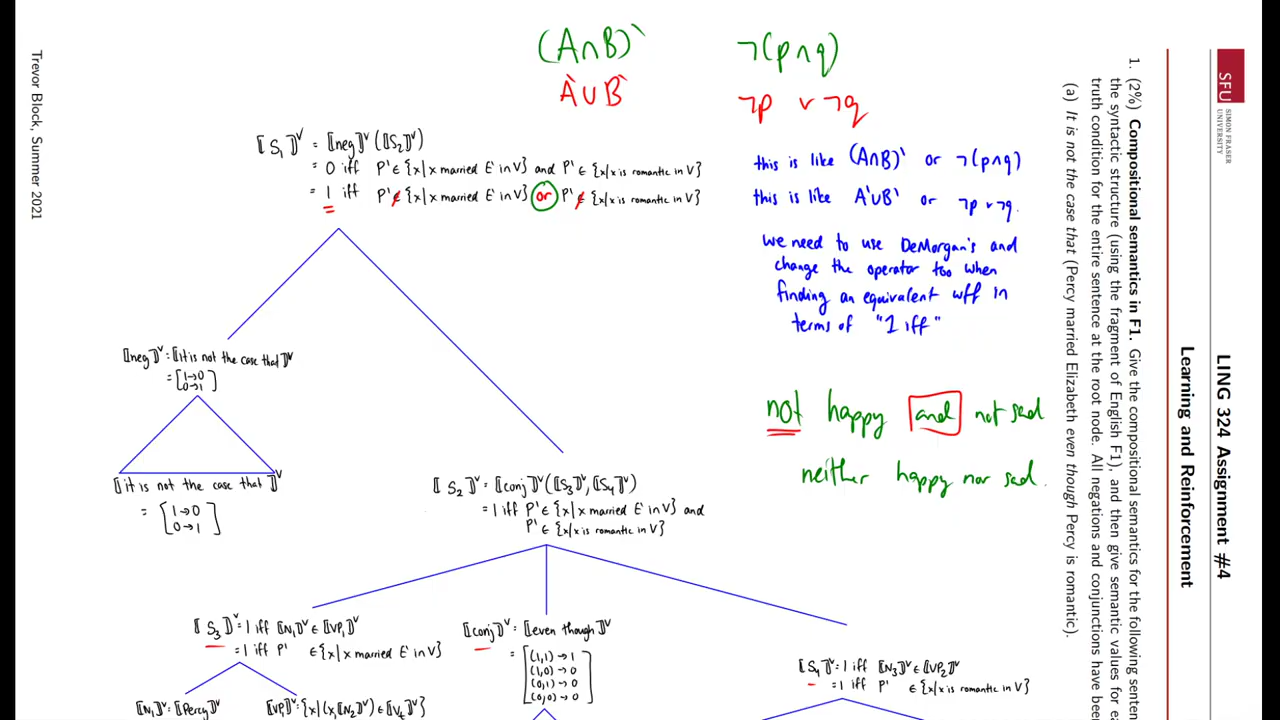 (A∩B)`
A`∪B`
¬(p∧q)
¬p ∨ ¬q
⟦S₁⟧ⱽ = ⟦neg⟧ⱽ(⟦S₂⟧ⱽ)
= 0 iff P' ∈ {x|x married E' in V} and P' ∈ {x|x is romantic in V}
= 1 iff P' ∉ {x|x married E' in V} or P' ∉ {x|x is romantic in V}
this is like (A∩B)` or ¬(p∧q)
this is like A`∪B` or ¬p ∨ ¬q.
we need to use DeMorgan's and
change the operator too when
finding an equivalent wff in
terms of "1 iff"
not happy and not sad
neither happy nor sad.
⟦neg⟧ⱽ = ⟦it is not the case that⟧ⱽ
= [1→0
0→1]
⟦it is not the case that⟧ⱽ
= [1→0
0→1]
⟦S₂⟧ⱽ = ⟦conj⟧ⱽ(⟦S₃⟧ⱽ, ⟦S₄⟧ⱽ)
= 1 iff P' ∈ {x|x married E' in V} and
P' ∈ {x|x is romantic in V}
⟦S₃⟧ⱽ = 1 iff ⟦N₁⟧ⱽ ∈ ⟦VP₁⟧ⱽ
= 1 iff P' ∈ {x|x married E' in V}
⟦conj⟧ⱽ = ⟦even though⟧ⱽ
= [(1,1)→1
(1,0)→0
(0,1)→0
(0,0)→0]
⟦S₄⟧ⱽ = 1 iff ⟦N₃⟧ⱽ ∈ ⟦VP₂⟧ⱽ
= 1 iff P' ∈ {x|x is romantic in V}
⟦N₁⟧ⱽ = ⟦Percy⟧ⱽ
⟦VP₁⟧ⱽ = {x|⟨x,⟦N₂⟧ⱽ⟩ ∈ ⟦Vₜ⟧ⱽ}
SFU
SIMON FRASER
UNIVERSITY
LING 324 Assignment #4
Learning and Reinforcement
1. (2%) Compositional semantics in F1. Give the compositional semantics for the following senten
the syntactic structure (using the fragment of English F1), and then give semantic values for ea
truth condition for the entire sentence at the root node. All negations and conjunctions have been
(a) It is not the case that (Percy married Elizabeth even though Percy is romantic).
Trevor Block, Summer 2021